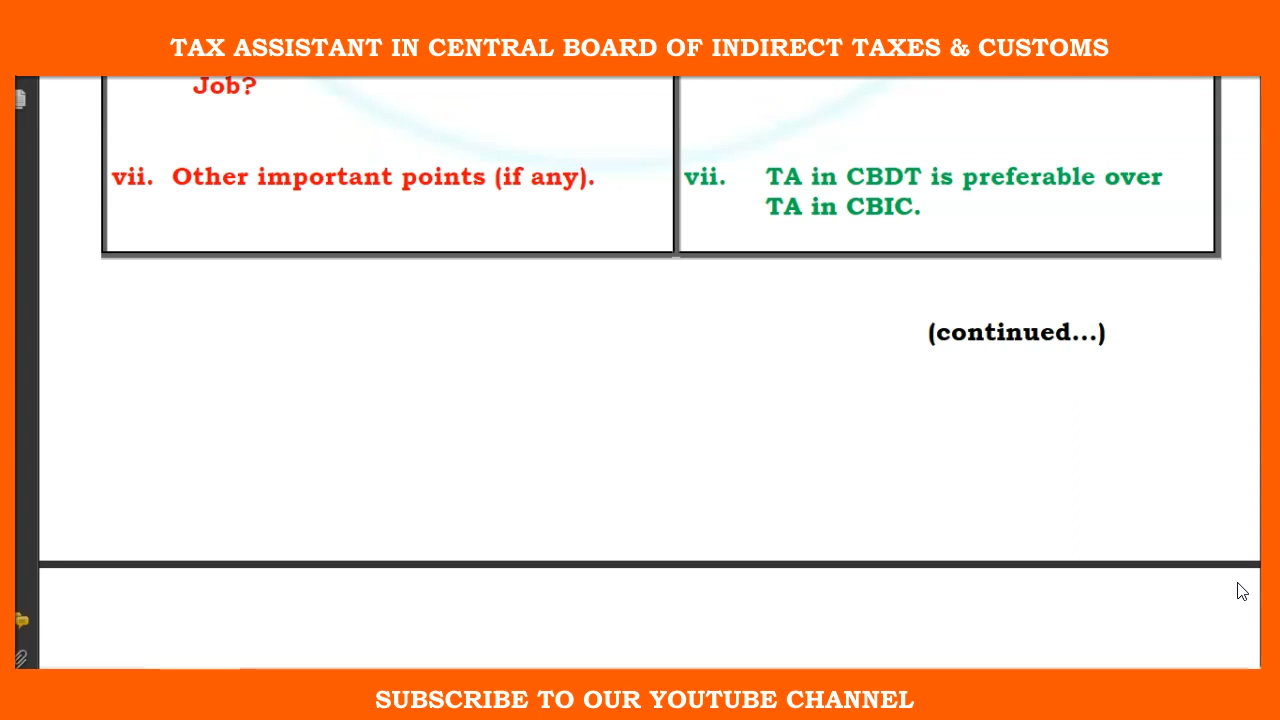 TAX ASSISTANT IN CENTRAL BOARD OF INDIRECT TAXES & CUSTOMS
Job?
vii. Other important points (if any).
vii. TA in CBDT is preferable over
TA in CBIC.
(continued...)
SUBSCRIBE TO OUR YOUTUBE CHANNEL